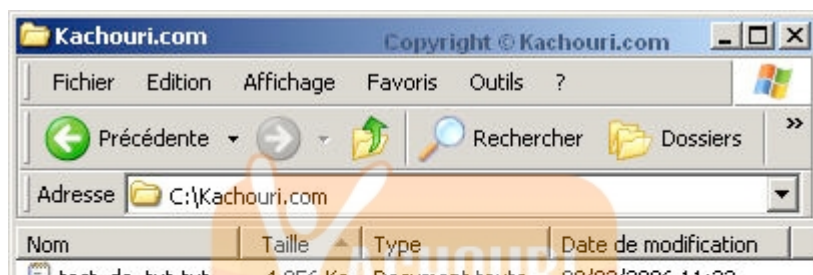 Kachouri.com Copyright © Kachouri.com
Fichier Edition Affichage Favoris Outils ?
Précédente Rechercher Dossiers »
Adresse C:\Kachouri.com
Nom Taille Type Date de modification
KACHOURI